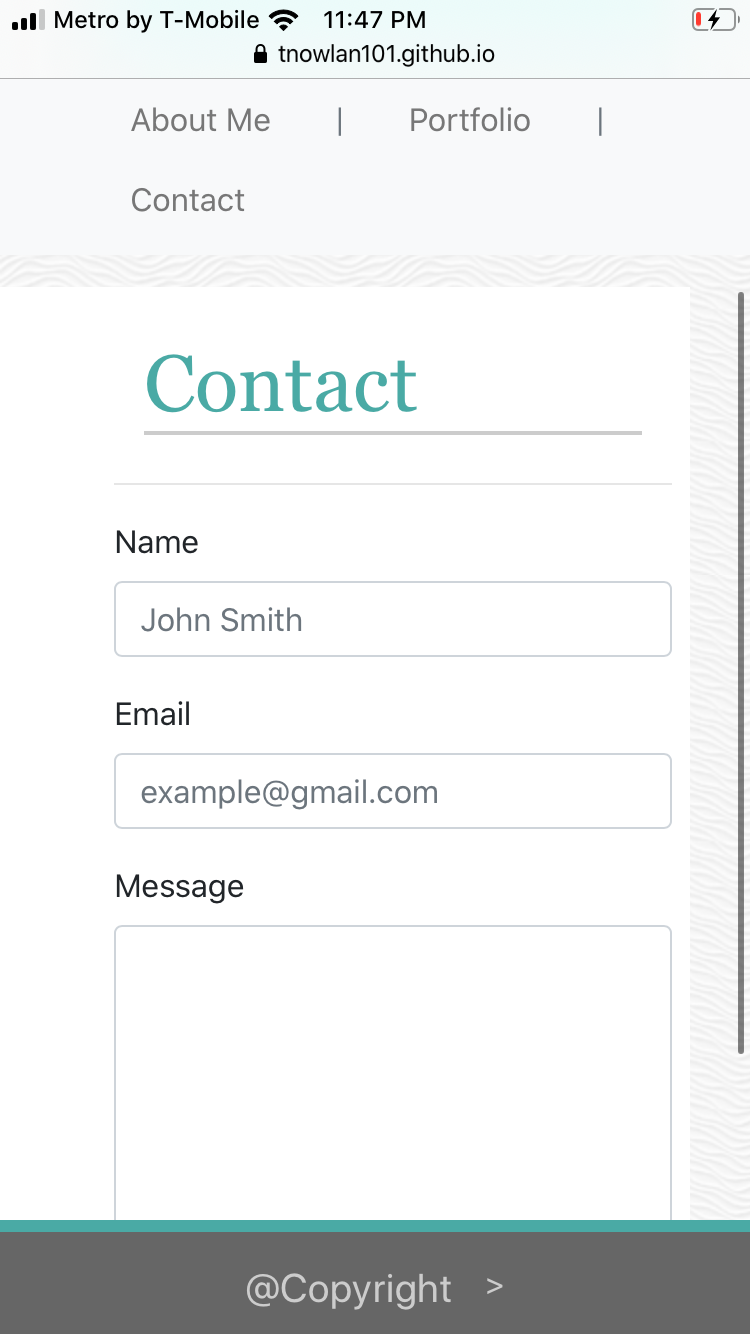 Metro by T-Mobile 11:47 PM
tnowlan101.github.io
About Me | Portfolio |
Contact
Contact
Name
John Smith
Email
example@gmail.com
Message
@Copyright >